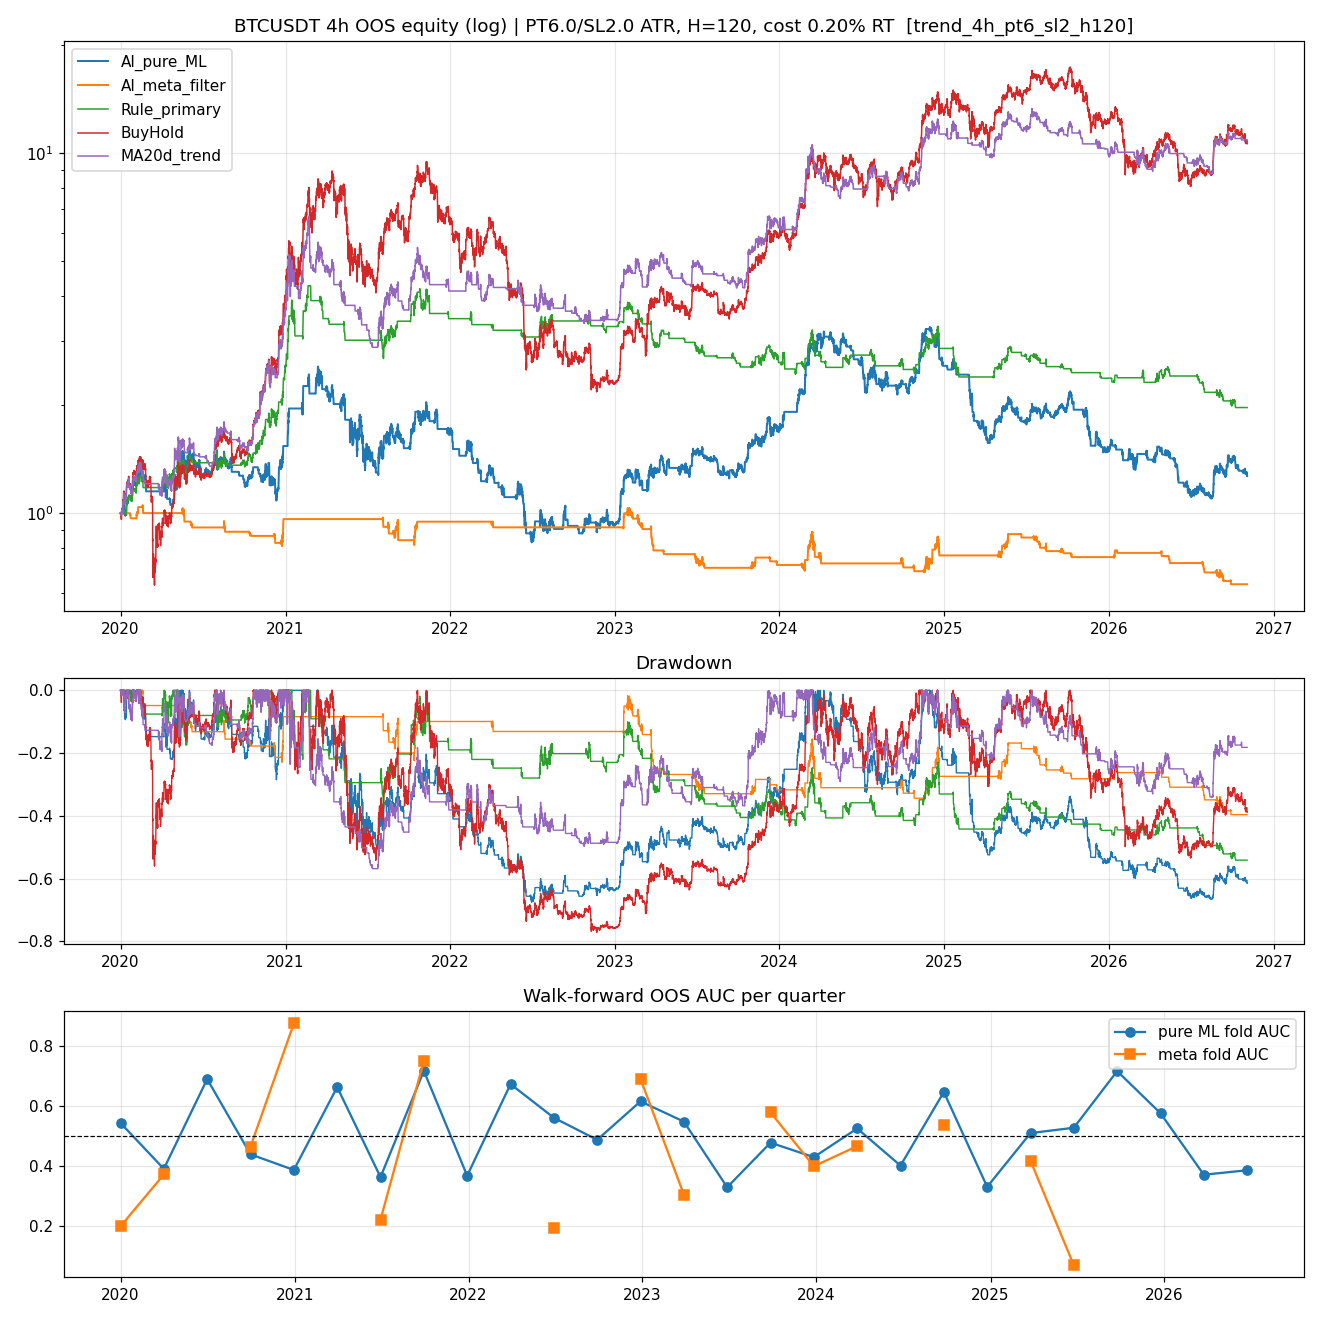 BTCUSDT 4h OOS equity (log) | PT6.0/SL2.0 ATR, H=120, cost 0.20% RT  [trend_4h_pt6_sl2_h120]
AI_pure_ML
AI_meta_filter
Rule_primary
BuyHold
MA20d_trend
10¹
10⁰
2020 2021 2022 2023 2024 2025 2026 2027
Drawdown
0.0
−0.2
−0.4
−0.6
−0.8
2020 2021 2022 2023 2024 2025 2026 2027
Walk-forward OOS AUC per quarter
pure ML fold AUC
meta fold AUC
0.8
0.6
0.4
0.2
2020 2021 2022 2023 2024 2025 2026